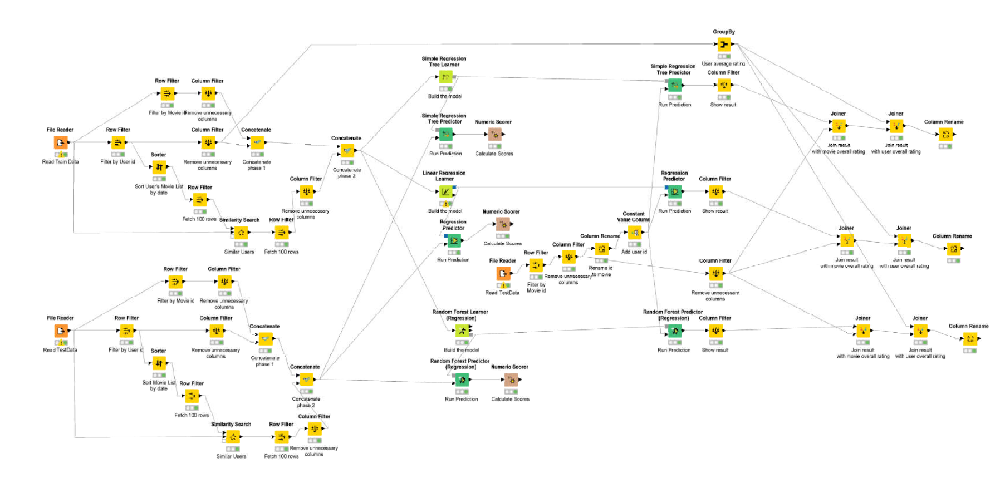 GroupBy
User average rating
Simple Regression
Tree Learner
Build the model
Simple Regression
Tree Predictor
Run Prediction
Column Filter
Show result
Row Filter
Filter by Movie id
Column Filter
Remove unnecessary
columns
File Reader
Read Train Data
Row Filter
Filter by User id
Column Filter
Remove unnecessary
columns
Concatenate
Concatenate
phase 1
Sorter
Sort User's Movie List
by date
Row Filter
Fetch 100 rows
Similarity Search
Similar Users
Row Filter
Fetch 100 rows
Column Filter
Remove unnecessary
columns
Concatenate
Concatenate
phase 2
Simple Regression
Tree Predictor
Run Prediction
Numeric Scorer
Calculate Scores
Joiner
Join result
with movie overall rating
Joiner
Join result
with user overall rating
Column Rename
Linear Regression
Learner
Build the model
Regression
Predictor
Run Prediction
Numeric Scorer
Calculate Scores
Regression
Predictor
Run Prediction
Column Filter
Show result
File Reader
Read TestData
Row Filter
Filter by
Movie id
Column Filter
Remove unnecessary
columns
Column Rename
Rename id
to movie
Constant
Value Column
Add user id
Column Filter
Remove unnecessary
columns
Joiner
Join result
with movie overall rating
Joiner
Join result
with user overall rating
Column Rename
Row Filter
Filter by Movie id
Column Filter
Remove unnecessary
columns
File Reader
Read TestData
Row Filter
Filter by User id
Column Filter
Remove unnecessary
columns
Concatenate
Concatenate
phase 1
Sorter
Sort Movie List
by date
Row Filter
Fetch 100 rows
Similarity Search
Similar Users
Row Filter
Fetch 100 rows
Column Filter
Remove unnecessary
columns
Concatenate
Concatenate
phase 2
Random Forest Learner
(Regression)
Build the model
Random Forest Predictor
(Regression)
Run Prediction
Numeric Scorer
Calculate Scores
Random Forest Predictor
(Regression)
Run Prediction
Column Filter
Show result
Joiner
Join result
with movie overall rating
Joiner
Join result
with user overall rating
Column Rename